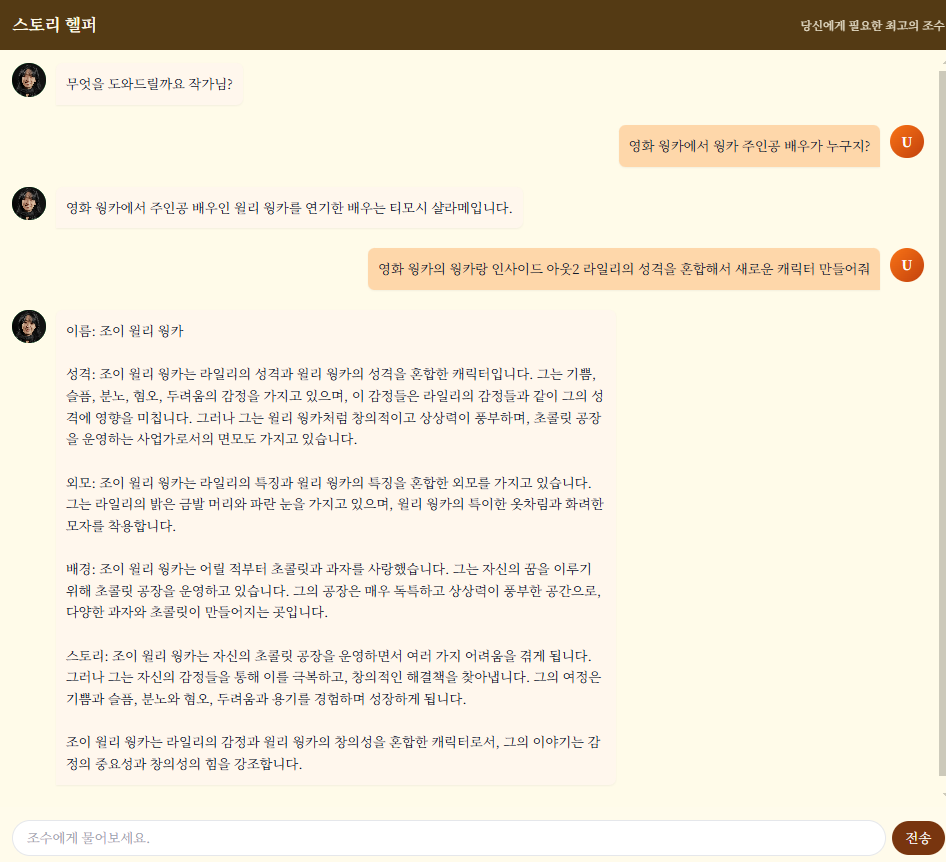 스토리 헬퍼
당신에게 필요한 최고의 조수
무엇을 도와드릴까요 작가님?
영화 웡카에서 웡카 주인공 배우가 누구지?
U
영화 웡카에서 주인공 배우인 윌리 웡카를 연기한 배우는 티모시 샬라메입니다.
영화 웡카의 웡카랑 인사이드 아웃2 라일리의 성격을 혼합해서 새로운 캐릭터 만들어줘
U
이름: 조이 윌리 웡카
성격: 조이 윌리 웡카는 라일리의 성격과 윌리 웡카의 성격을 혼합한 캐릭터입니다. 그는 기쁨,
슬픔, 분노, 혐오, 두려움의 감정을 가지고 있으며, 이 감정들은 라일리의 감정들과 같이 그의 성
격에 영향을 미칩니다. 그러나 그는 윌리 웡카처럼 창의적이고 상상력이 풍부하며, 초콜릿 공장
을 운영하는 사업가로서의 면모도 가지고 있습니다.
외모: 조이 윌리 웡카는 라일리의 특징과 윌리 웡카의 특징을 혼합한 외모를 가지고 있습니다.
그는 라일리의 밝은 금발 머리와 파란 눈을 가지고 있으며, 윌리 웡카의 특이한 옷차림과 화려한
모자를 착용합니다.
배경: 조이 윌리 웡카는 어릴 적부터 초콜릿과 과자를 사랑했습니다. 그는 자신의 꿈을 이루기
위해 초콜릿 공장을 운영하고 있습니다. 그의 공장은 매우 독특하고 상상력이 풍부한 공간으로,
다양한 과자와 초콜릿이 만들어지는 곳입니다.
스토리: 조이 윌리 웡카는 자신의 초콜릿 공장을 운영하면서 여러 가지 어려움을 겪게 됩니다.
그러나 그는 자신의 감정들을 통해 이를 극복하고, 창의적인 해결책을 찾아냅니다. 그의 여정은
기쁨과 슬픔, 분노와 혐오, 두려움과 용기를 경험하며 성장하게 됩니다.
조이 윌리 웡카는 라일리의 감정과 윌리 웡카의 창의성을 혼합한 캐릭터로서, 그의 이야기는 감
정의 중요성과 창의성의 힘을 강조합니다.
조수에게 물어보세요.
전송